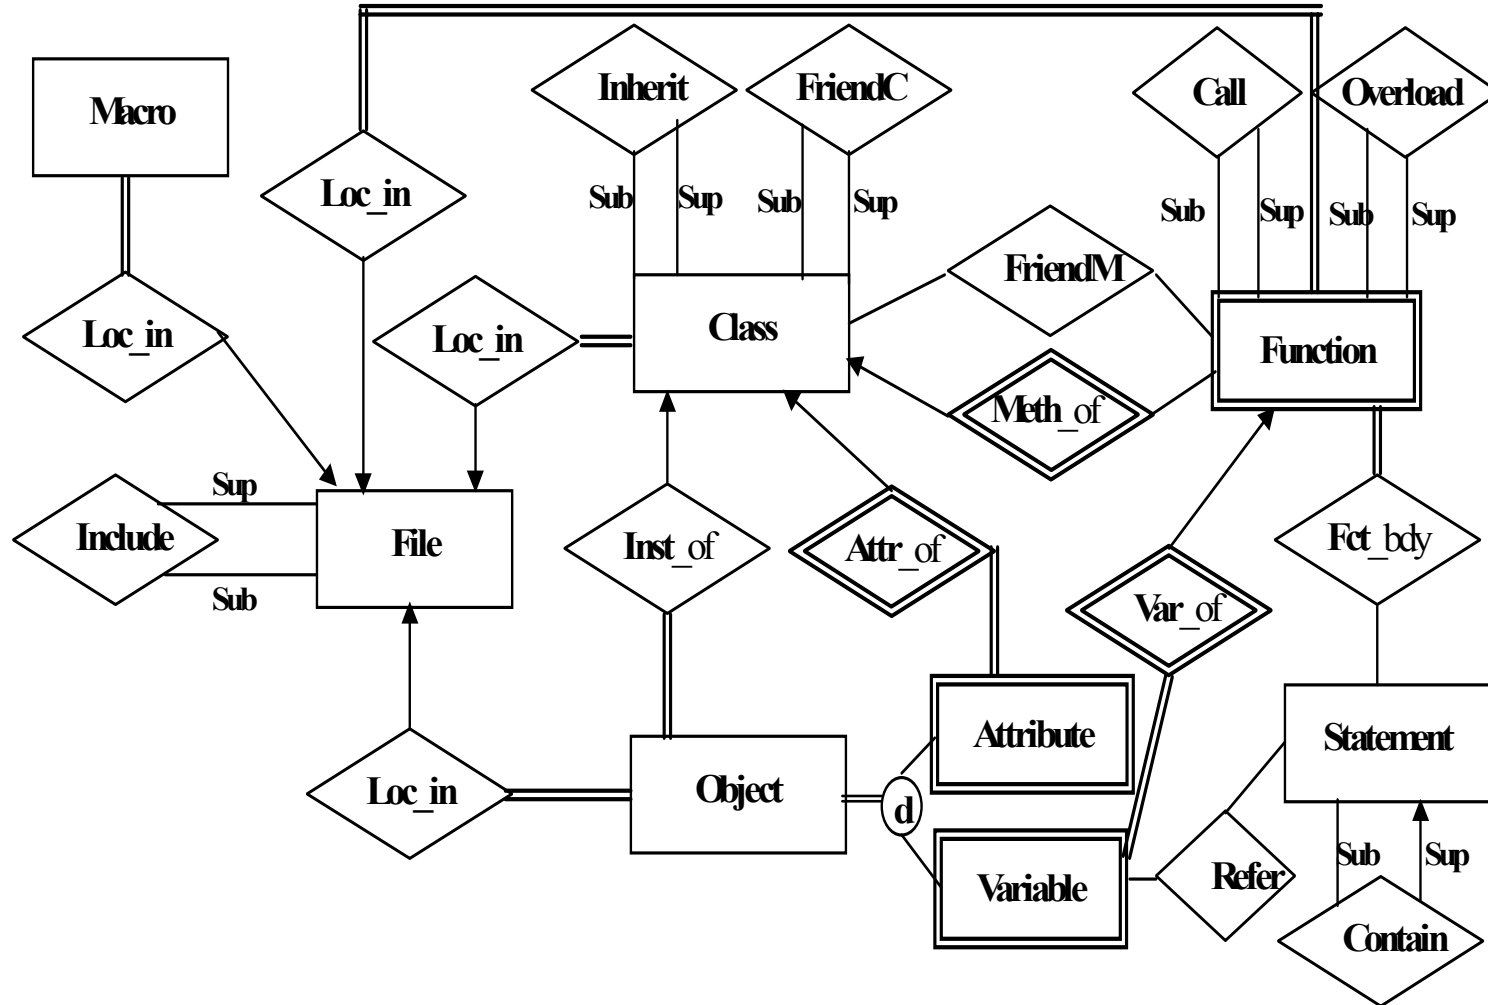 Inherit
FriendC
Call
Overload
Macro
Loc_in
Sub
Sup
Sub
Sup
Sub
Sup
Sub
Sup
FriendM
Loc_in
Loc_in
Class
Function
Meth_of
Sup
Include
File
Inst_of
Attr_of
Fct_bdy
Sub
Var_of
Attribute
Statement
Loc_in
Object
d
Variable
Refer
Sub
Sup
Contain